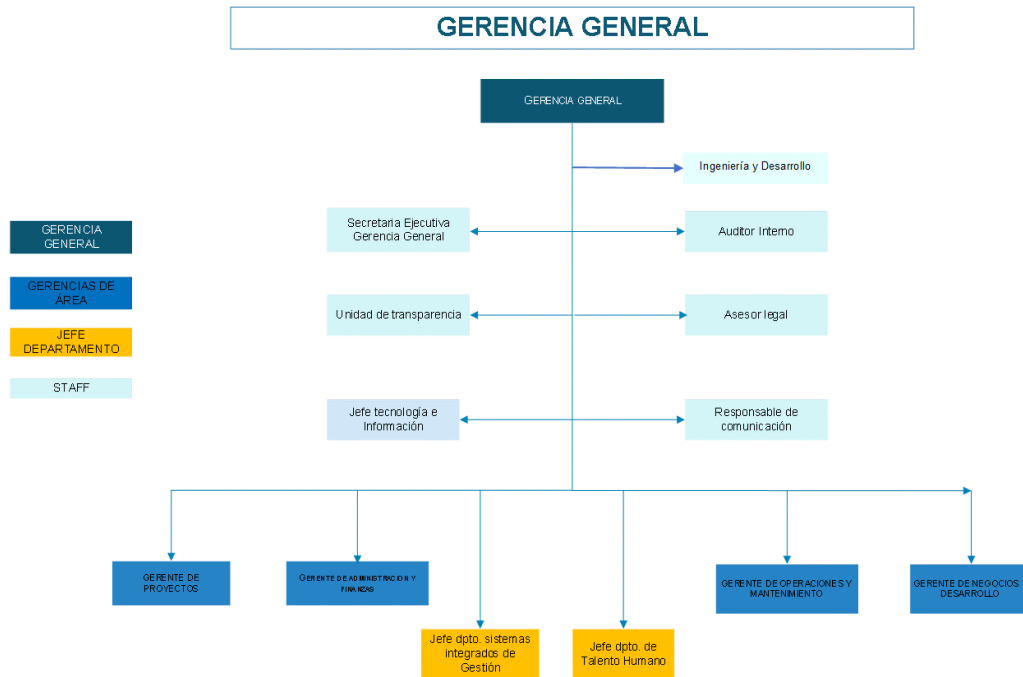 GERENCIA GENERAL
GERENCIA GENERAL
Ingeniería y Desarrollo
Secretaria Ejecutiva
Gerencia General
Auditor Interno
GERENCIA
GENERAL
GERENCIAS DE
ÁREA
Unidad de transparencia
Asesor legal
JEFE
DEPARTAMENTO
STAFF
Jefe tecnología e
Información
Responsable de
comunicación
GERENTE DE
PROYECTOS
GERENTE DE ADMINISTRACION Y
FINANZAS
GERENTE DE OPERACIONES Y
MANTENIMIENTO
GERENTE DE NEGOCIOS Y
DESARROLLO
Jefe dpto. sistemas
integrados de
Gestión
Jefe dpto. de
Talento Humano